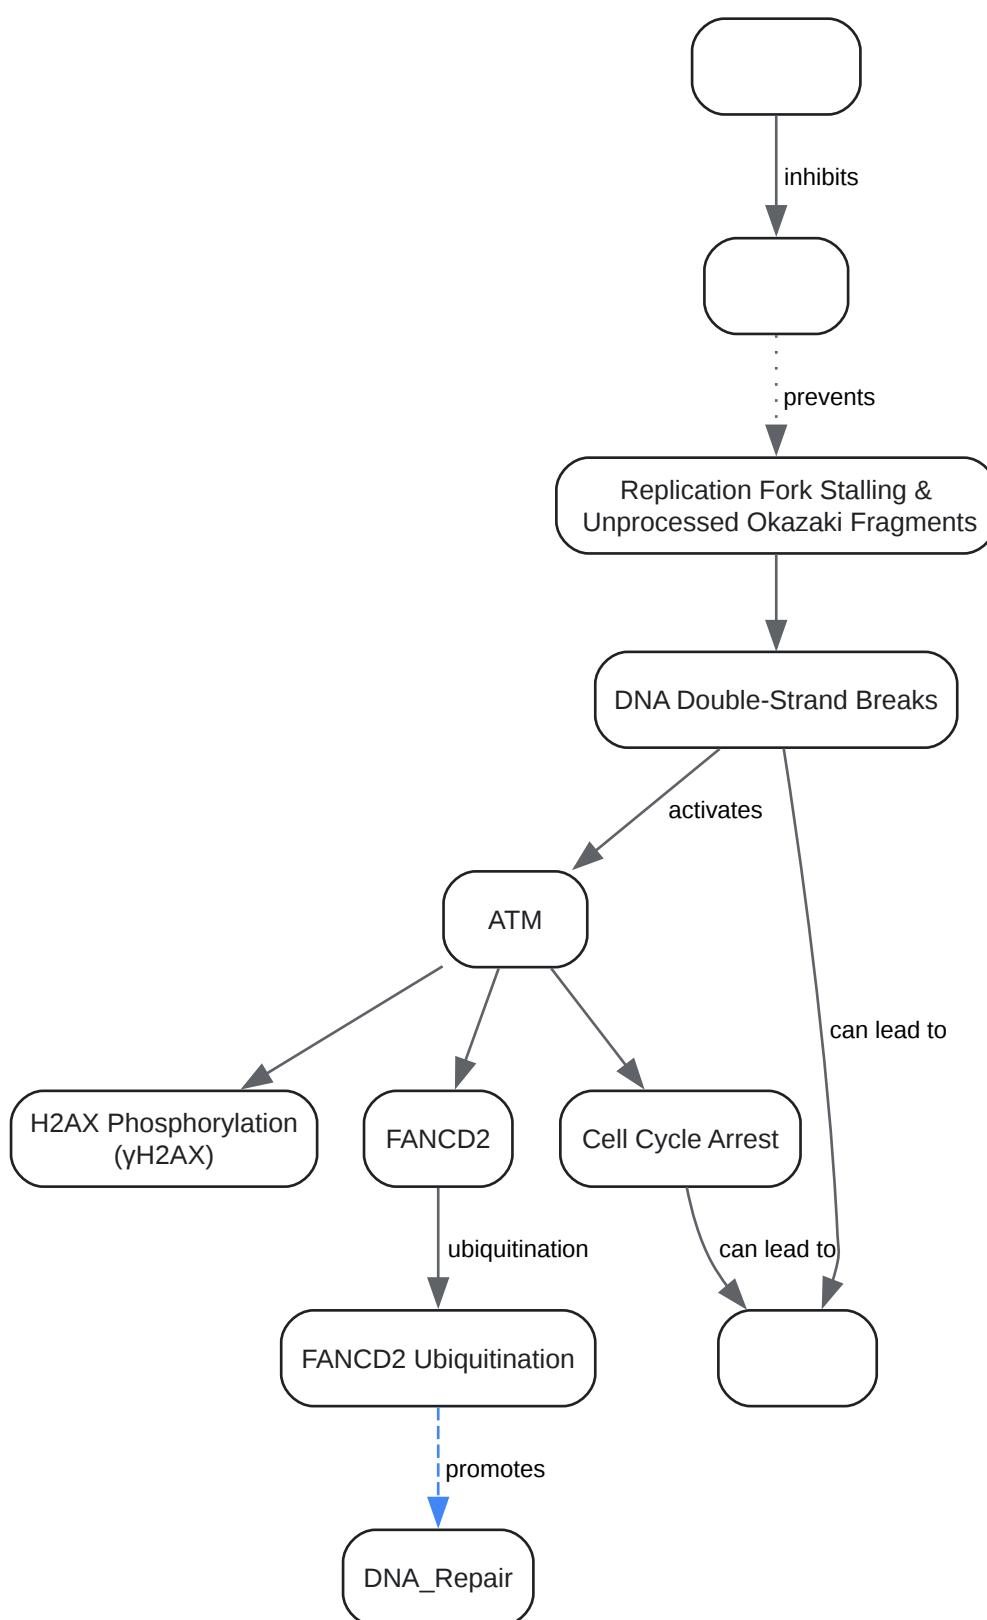 inhibits
prevents
Replication Fork Stalling &
Unprocessed Okazaki Fragments
DNA Double-Strand Breaks
activates
ATM
can lead to
H2AX Phosphorylation
(γH2AX)
FANCD2
Cell Cycle Arrest
ubiquitination
can lead to
FANCD2 Ubiquitination
promotes
DNA_Repair